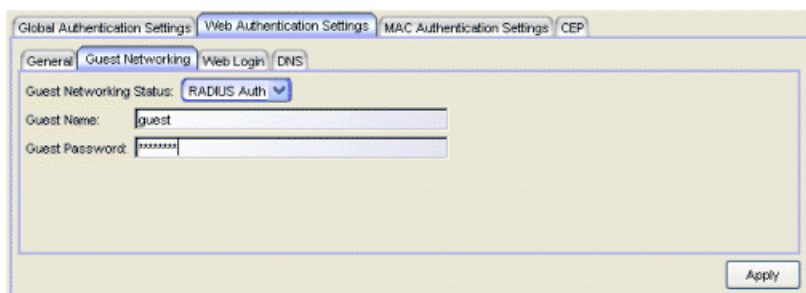 Global Authentication Settings Web Authentication Settings MAC Authentication Settings CEP
General Guest Networking Web Login DNS
Guest Networking Status: RADIUS Auth
Guest Name: guest
Guest Password: ********
Apply